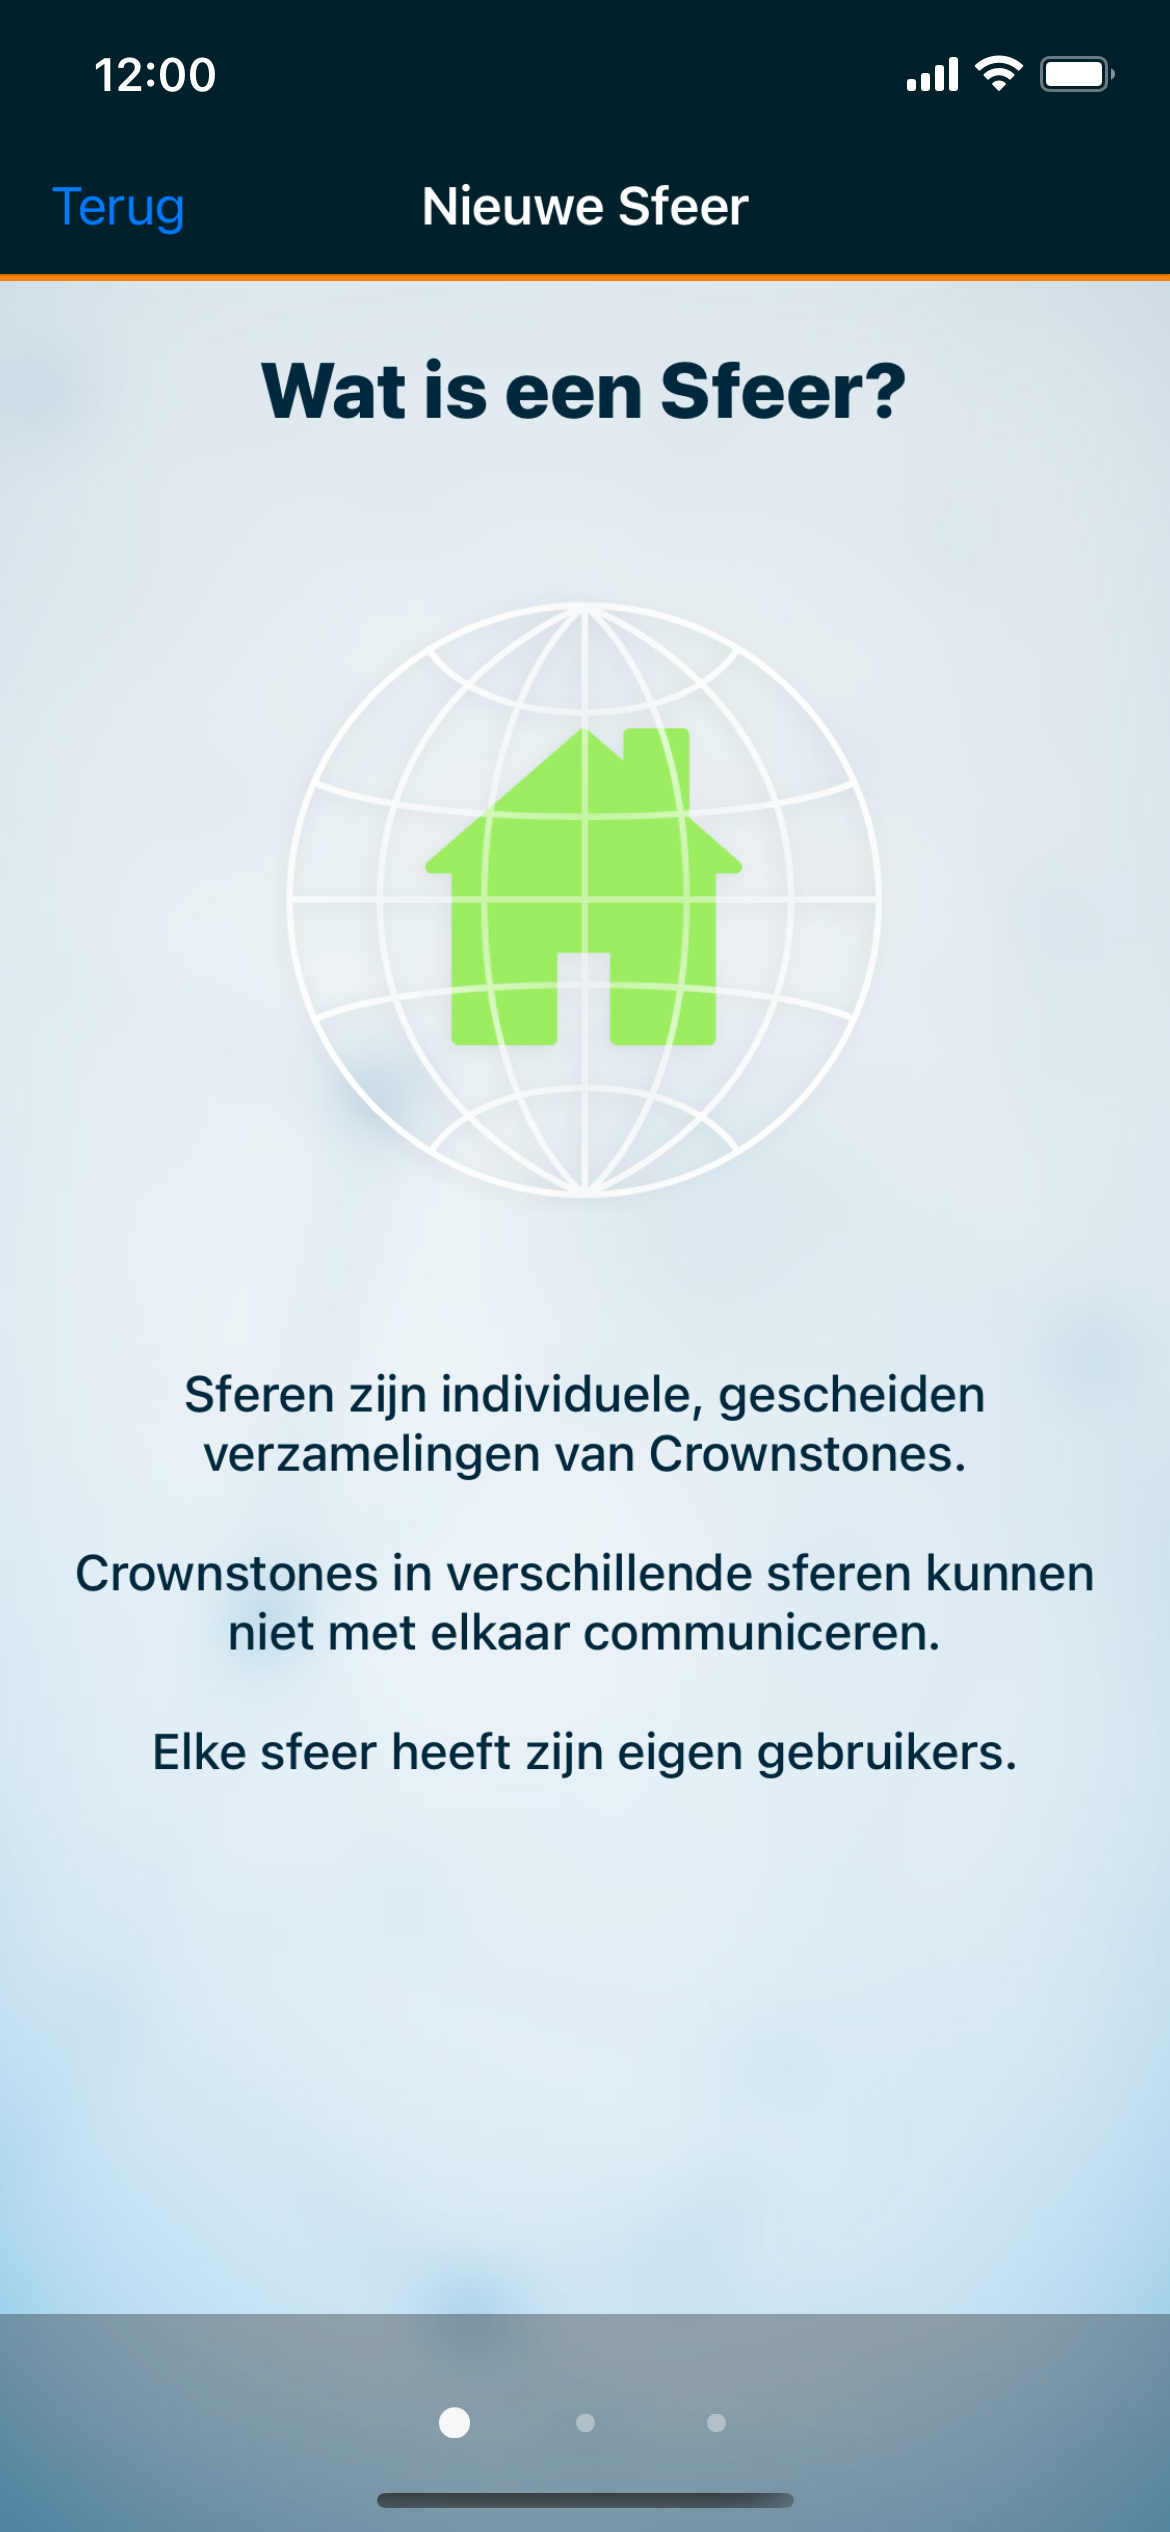 12:00
Terug
Nieuwe Sfeer
Wat is een Sfeer?
Sferen zijn individuele, gescheiden
verzamelingen van Crownstones.
Crownstones in verschillende sferen kunnen
niet met elkaar communiceren.
Elke sfeer heeft zijn eigen gebruikers.